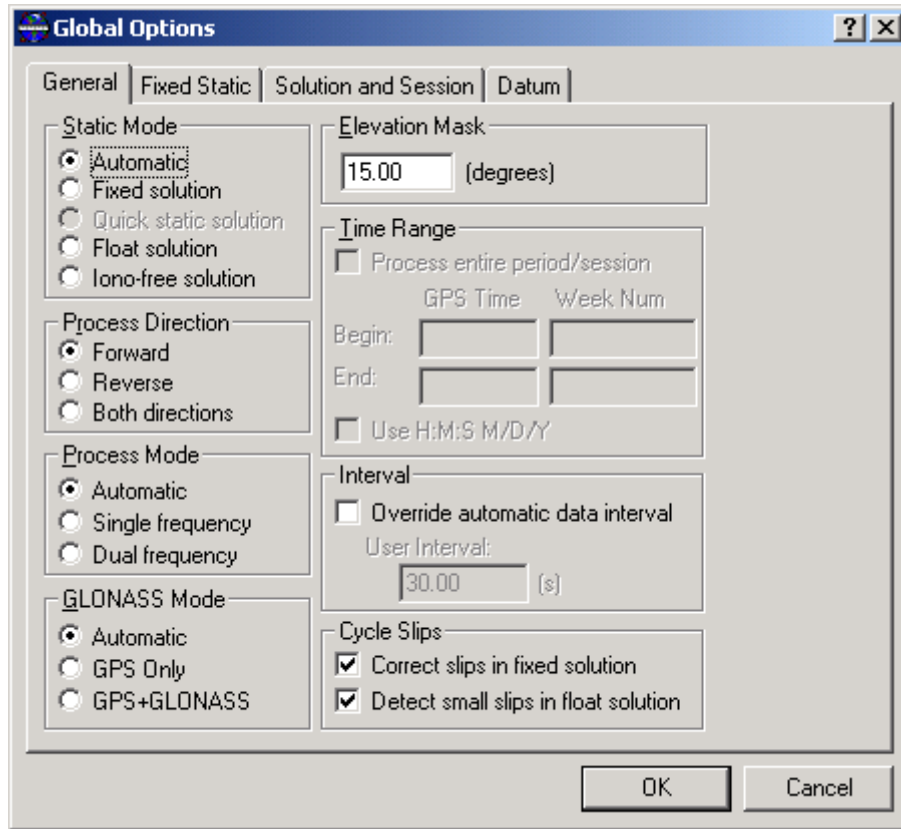 Global Options
General
Fixed Static
Solution and Session
Datum
Static Mode
Automatic
Fixed solution
Quick static solution
Float solution
Iono-free solution
Process Direction
Forward
Reverse
Both directions
Process Mode
Automatic
Single frequency
Dual frequency
GLONASS Mode
Automatic
GPS Only
GPS+GLONASS
Elevation Mask
15.00 (degrees)
Time Range
Process entire period/session
GPS Time Week Num
Begin:
End:
Use H:M:S M/D/Y
Interval
Override automatic data interval
User Interval:
30.00 (s)
Cycle Slips
Correct slips in fixed solution
Detect small slips in float solution
OK
Cancel